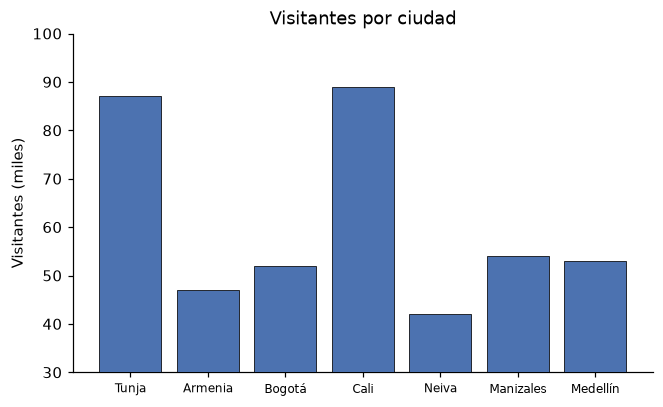 Visitantes por ciudad
Visitantes (miles)
100
90
80
70
60
50
40
30
Tunja Armenia Bogotá Cali Neiva Manizales Medellín